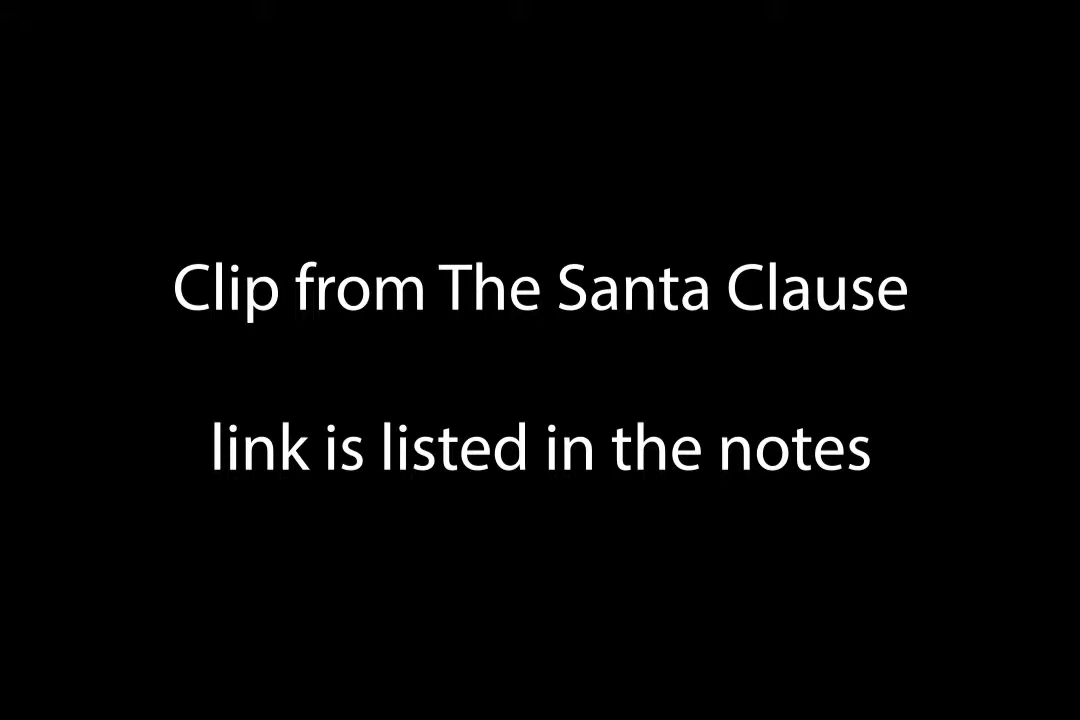 Clip from The Santa Clause
link is listed in the notes